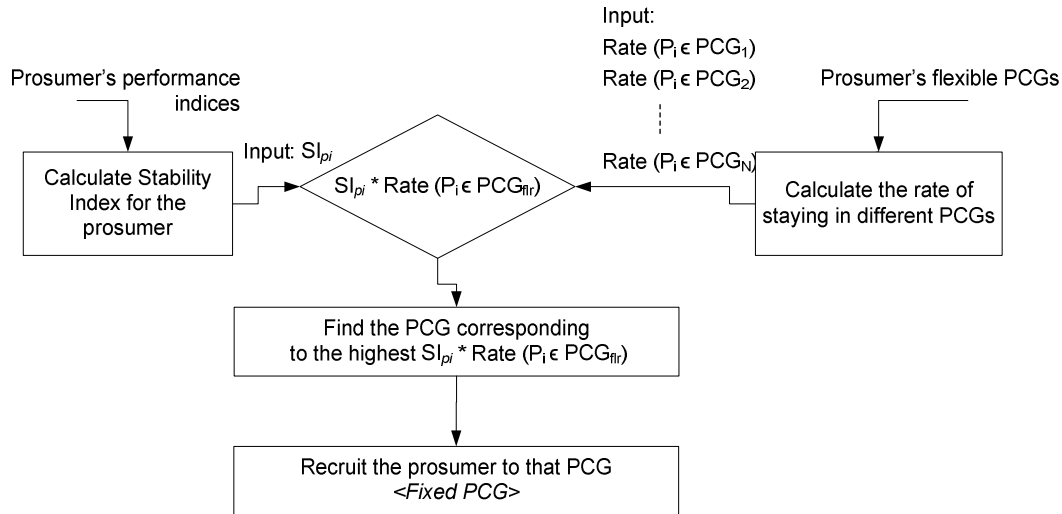 Prosumer's performance
indices
Calculate Stability
Index for the
prosumer
Input: SIpi
SIpi * Rate (Pi ϵ PCGflr)
Input:
Rate (Pi ϵ PCG1)
Rate (Pi ϵ PCG2)
Rate (Pi ϵ PCGN)
Prosumer's flexible PCGs
Calculate the rate of
staying in different PCGs
Find the PCG corresponding
to the highest SIpi * Rate (Pi ϵ PCGflr)
Recruit the prosumer to that PCG
<Fixed PCG>